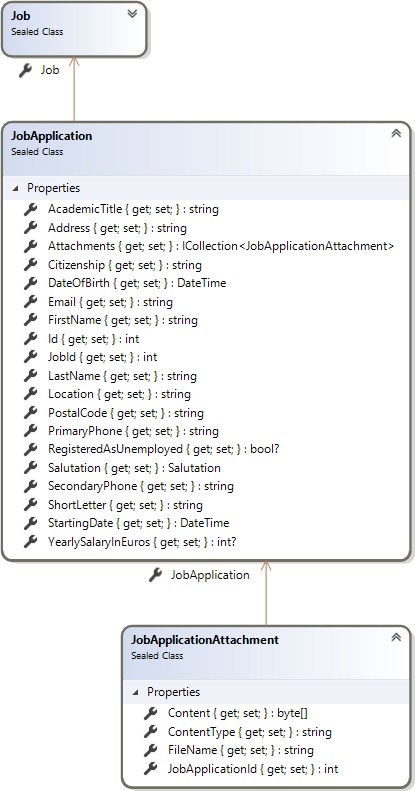 Job
Sealed Class
Job
JobApplication
Sealed Class
Properties
AcademicTitle { get; set; } : string
Address { get; set; } : string
Attachments { get; set; } : ICollection<JobApplicationAttachment>
Citizenship { get; set; } : string
DateOfBirth { get; set; } : DateTime
Email { get; set; } : string
FirstName { get; set; } : string
Id { get; set; } : int
JobId { get; set; } : int
LastName { get; set; } : string
Location { get; set; } : string
PostalCode { get; set; } : string
PrimaryPhone { get; set; } : string
RegisteredAsUnemployed { get; set; } : bool?
Salutation { get; set; } : Salutation
SecondaryPhone { get; set; } : string
ShortLetter { get; set; } : string
StartingDate { get; set; } : DateTime
YearlySalaryInEuros { get; set; } : int?
JobApplication
JobApplicationAttachment
Sealed Class
Properties
Content { get; set; } : byte[]
ContentType { get; set; } : string
FileName { get; set; } : string
JobApplicationId { get; set; } : int